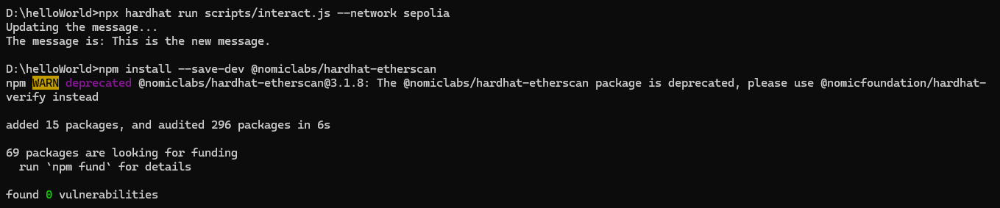 D:\helloWorld>npx hardhat run scripts/interact.js --network sepolia
Updating the message...
The message is: This is the new message.
D:\helloWorld>npm install --save-dev @nomiclabs/hardhat-etherscan
npm WARN deprecated @nomiclabs/hardhat-etherscan@3.1.8: The @nomiclabs/hardhat-etherscan package is deprecated, please use @nomicfoundation/hardhat-
verify instead
added 15 packages, and audited 296 packages in 6s
69 packages are looking for funding
  run `npm fund` for details
found 0 vulnerabilities